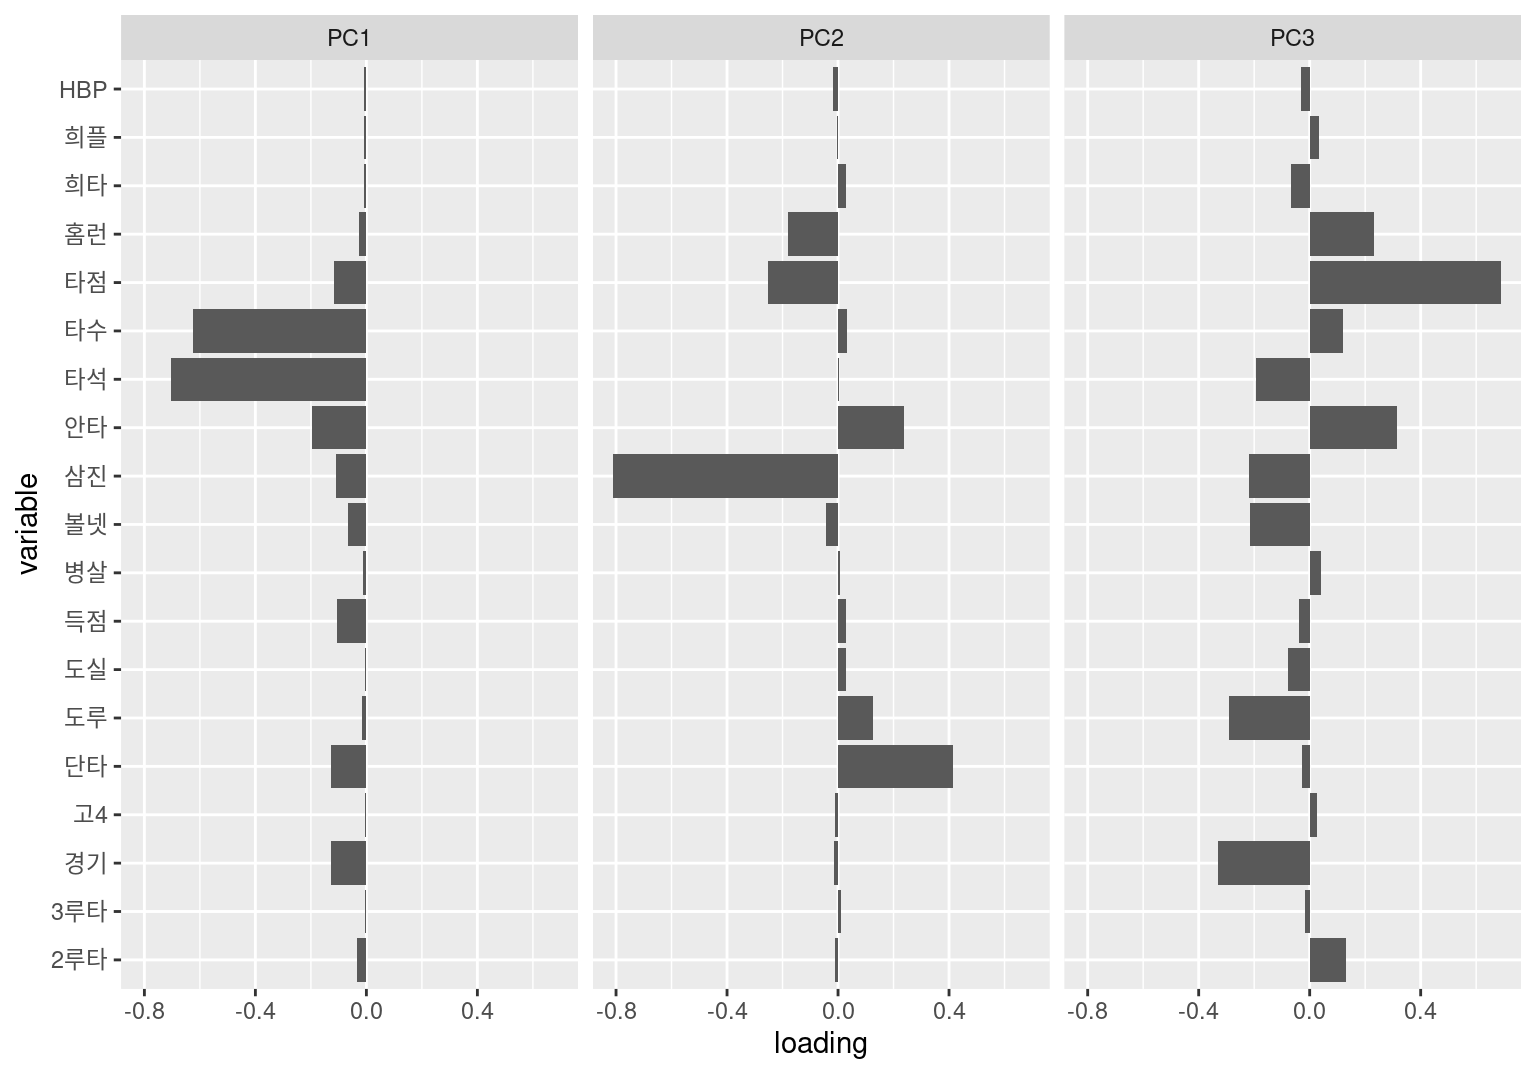 PC1 PC2 PC3
HBP
희플
희타
홈런
타점
타수
타석
안타
삼진
볼넷
병살
득점
도실
도루
단타
고4
경기
3루타
2루타
variable
-0.8 -0.4 0.0 0.4 -0.8 -0.4 0.0 0.4 -0.8 -0.4 0.0 0.4
loading